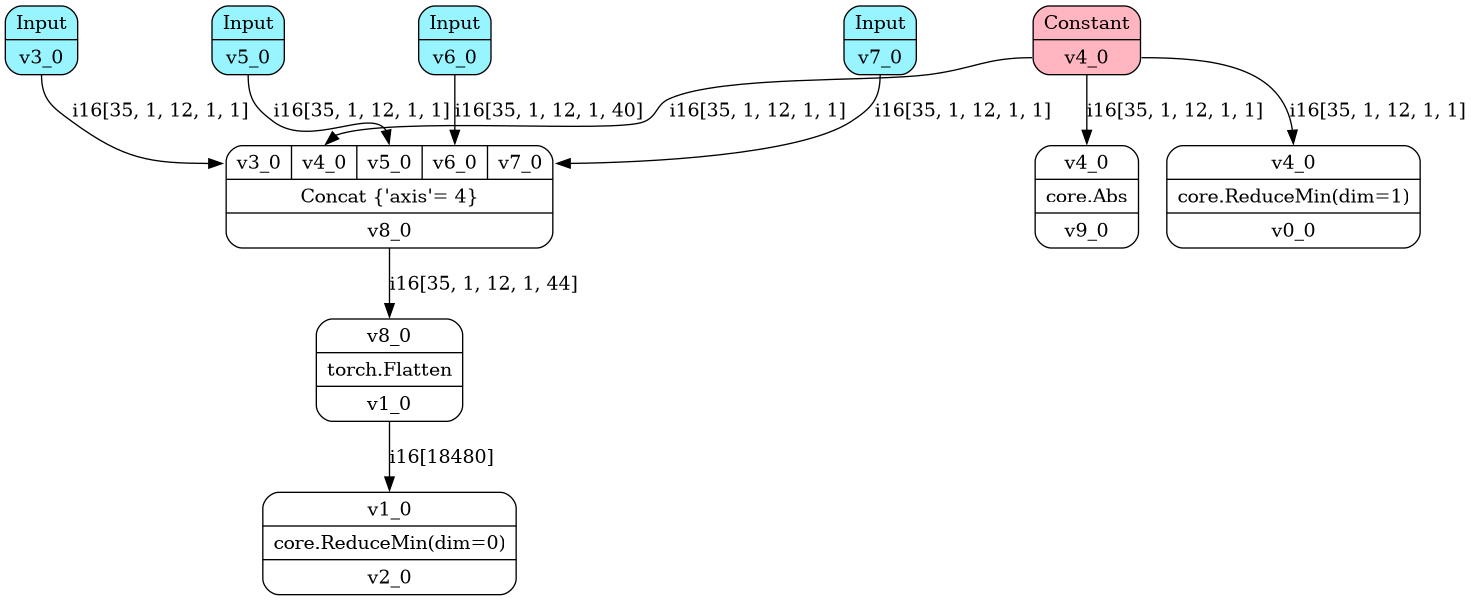 Input
v3_0
Input
v5_0
Input
v6_0
Input
v7_0
Constant
v4_0
i16[35, 1, 12, 1, 1]
i16[35, 1, 12, 1, 1]
i16[35, 1, 12, 1, 40]
i16[35, 1, 12, 1, 1]
i16[35, 1, 12, 1, 1]
i16[35, 1, 12, 1, 1]
i16[35, 1, 12, 1, 1]
v3_0 v4_0 v5_0 v6_0 v7_0
Concat {'axis'= 4}
v8_0
v4_0
core.Abs
v9_0
v4_0
core.ReduceMin(dim=1)
v0_0
i16[35, 1, 12, 1, 44]
v8_0
torch.Flatten
v1_0
i16[18480]
v1_0
core.ReduceMin(dim=0)
v2_0